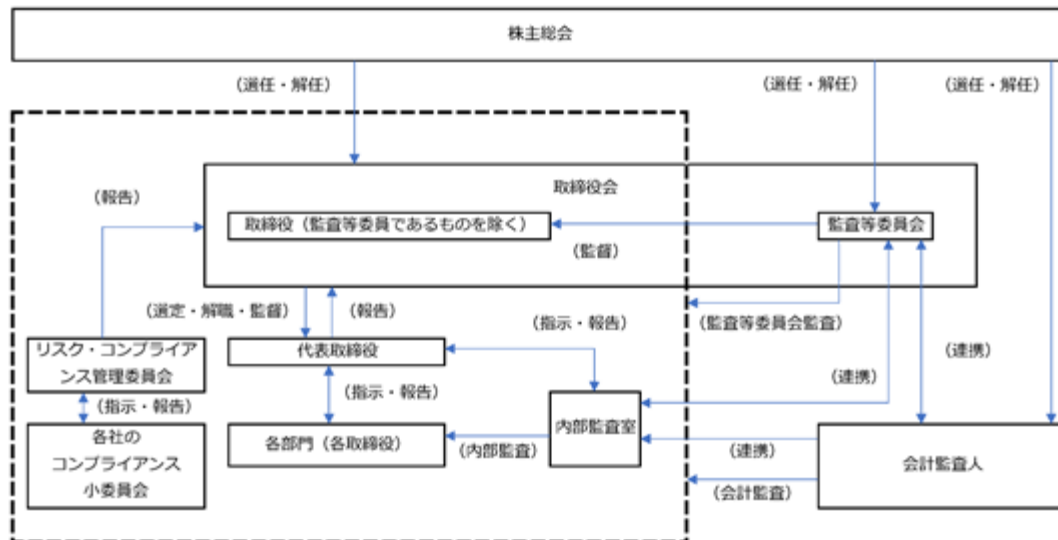 株主総会
（選任・解任）
（選任・解任）
（選任・解任）
取締役会
（報告）
取締役（監査等委員であるものを除く）
監査等委員会
（監督）
（選定・解職・監督）
（報告）
（指示・報告）
（監査等委員会監査）
リスク・コンプライア
ンス管理委員会
代表取締役
（連携）
（連携）
（指示・報告）
（指示・報告）
各社の
コンプライアンス
小委員会
各部門（各取締役）
（内部監査）
内部監査室
（連携）
（会計監査）
会計監査人